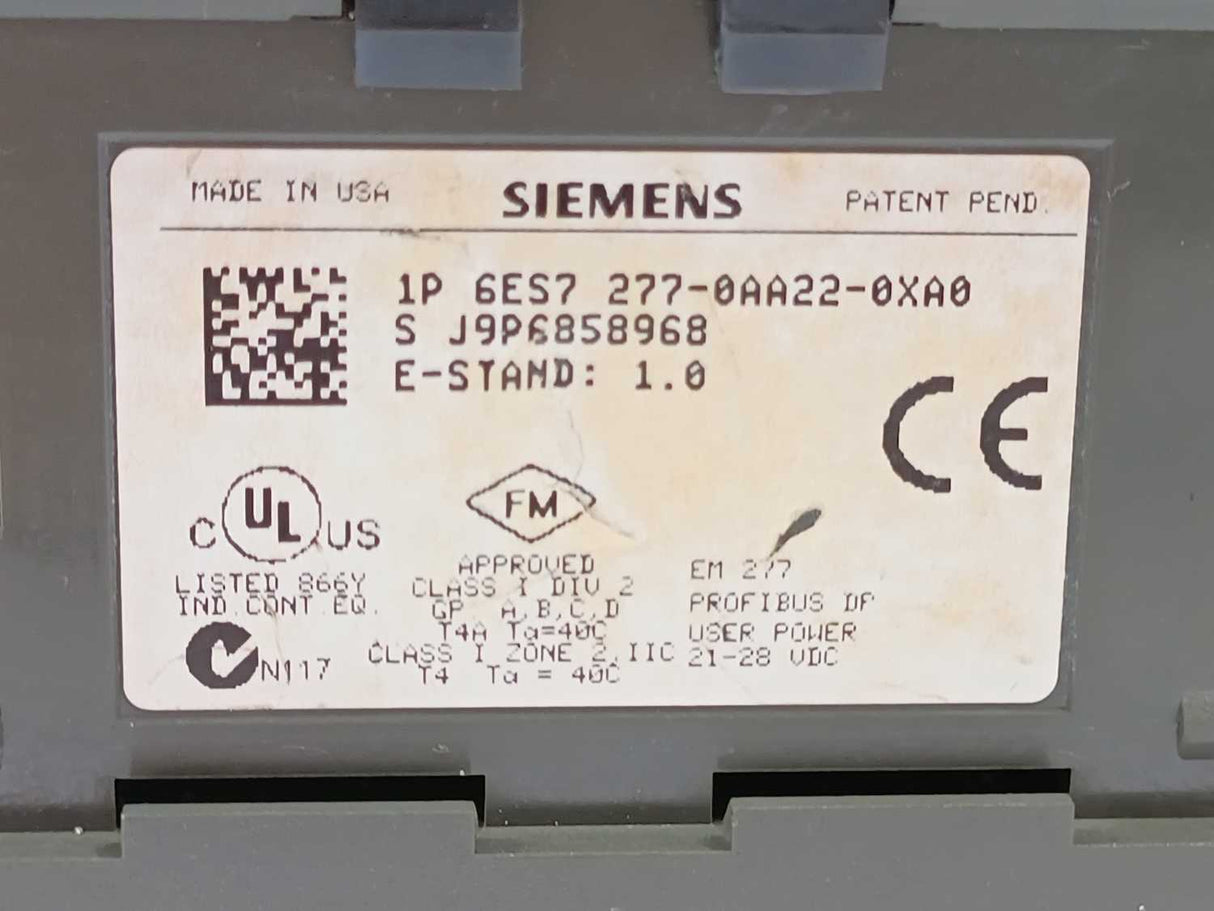 MADE IN USA SIEMENS PATENT PEND.
1P 6ES7 277-0AA22-0XA0
S J9P6858968
E-STAND: 1.0
CE
C UL US
LISTED 866Y
IND.CONT.EQ.
N117
FM
APPROVED
CLASS I DIV 2
GP A,B,C,D
T4A Ta=40C
CLASS I ZONE 2,IIC
T4 Ta = 40C
EM 277
PROFIBUS DP
USER POWER
21-28 VDC